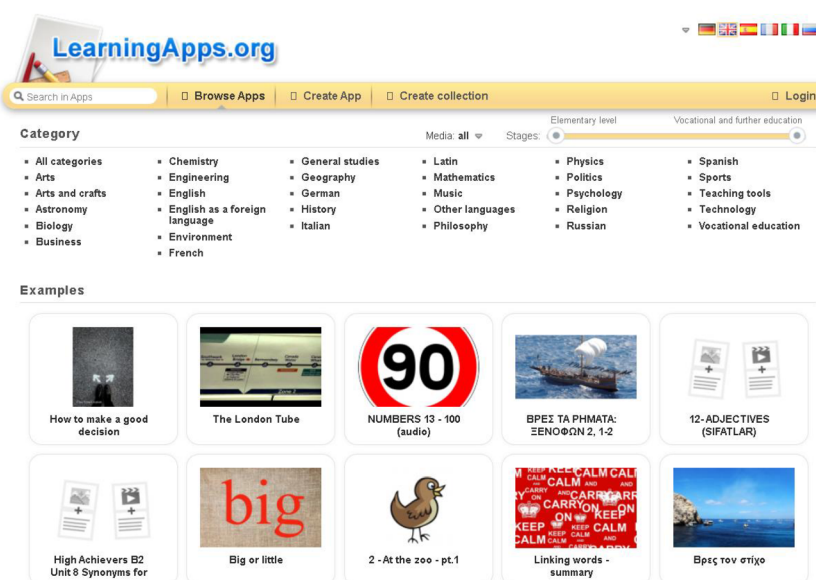 LearningApps.org
Search in Apps
Browse Apps
Create App
Create collection
Login
Category
Media: all
Stages:
Elementary level
Vocational and further education
All categories
Arts
Arts and crafts
Astronomy
Biology
Business
Chemistry
Engineering
English
English as a foreign
language
Environment
French
General studies
Geography
German
History
Italian
Latin
Mathematics
Music
Other languages
Philosophy
Physics
Politics
Psychology
Religion
Russian
Spanish
Sports
Teaching tools
Technology
Vocational education
Examples
90
How to make a good
decision
The London Tube
NUMBERS 13 - 100
(audio)
ΒΡΕΣ ΤΑ ΡΗΜΑΤΑ:
ΞΕΝΟΦΩΝ 2, 1-2
12-ADJECTIVES
(SIFATLAR)
big
KEEP CALM AND CARRY ON
High Achievers B2
Unit 8 Synonyms for
Big or little
2 - At the zoo - pt.1
Linking words -
summary
Βρες τον στίχο